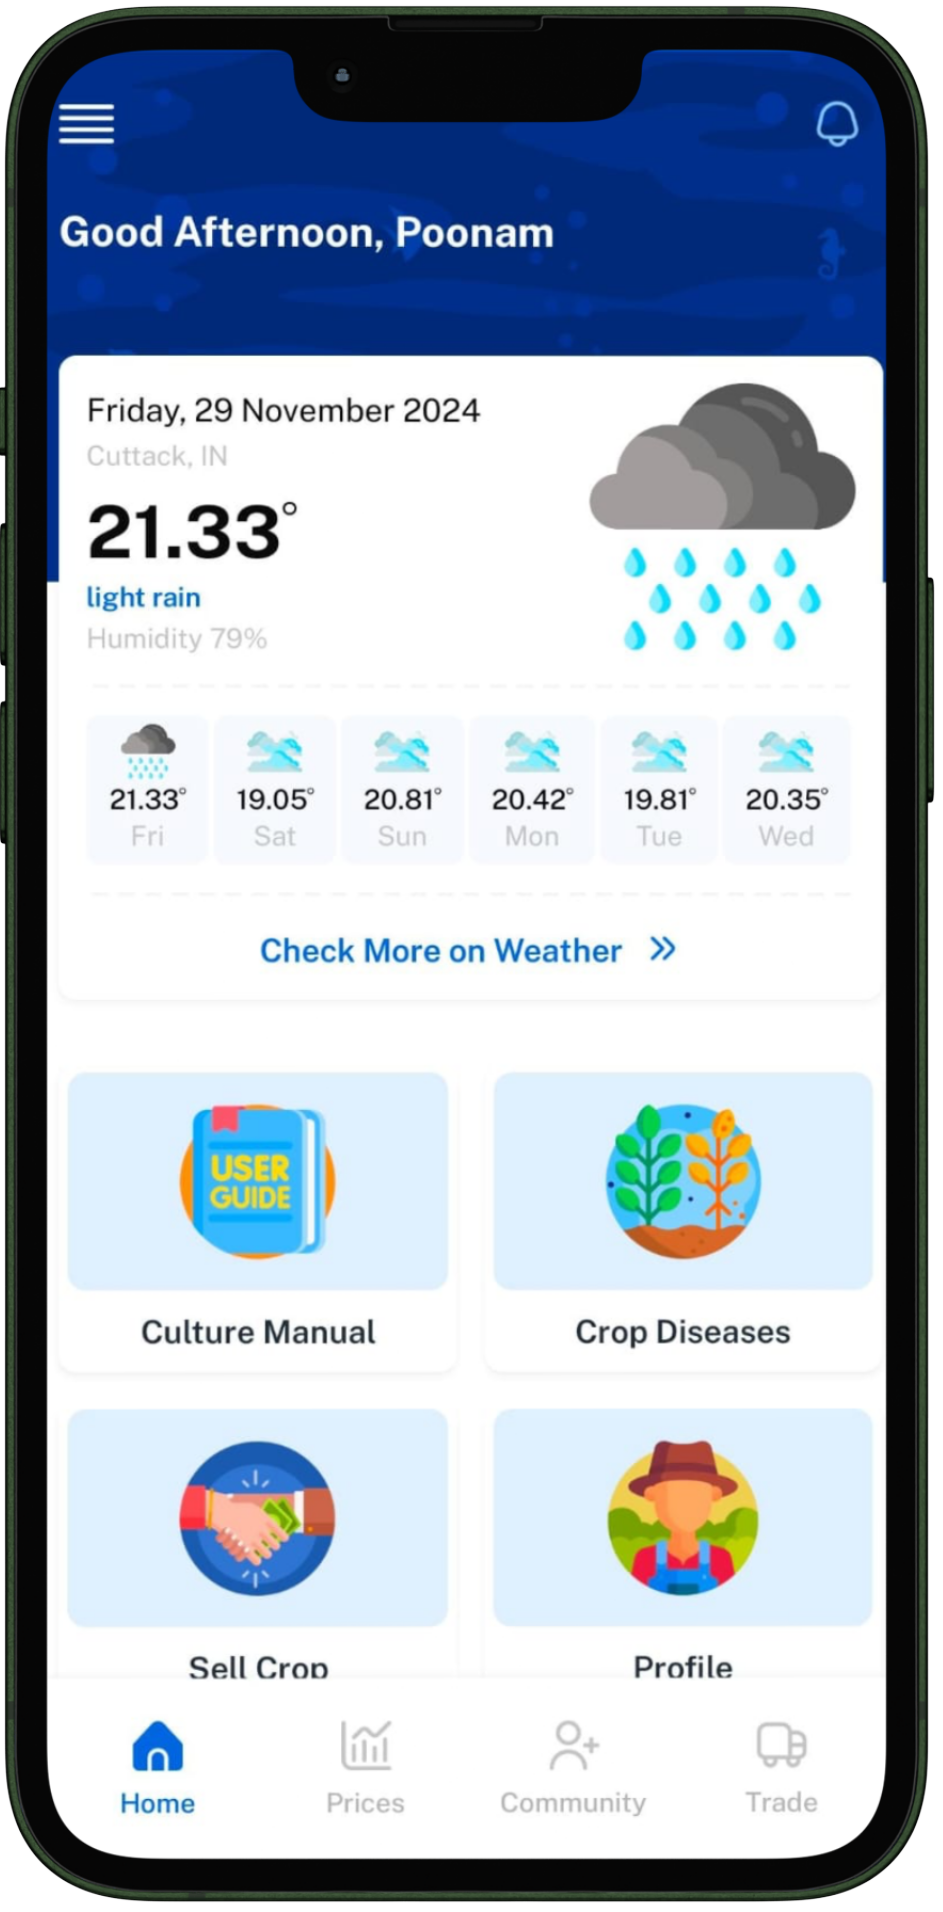 Good Afternoon, Poonam
Friday, 29 November 2024
Cuttack, IN
21.33°
light rain
Humidity 79%
21.33° 19.05° 20.81° 20.42° 19.81° 20.35°
Fri Sat Sun Mon Tue Wed
Check More on Weather »
USER
GUIDE
Culture Manual Crop Diseases
Sell Crop Profile
Home Prices Community Trade